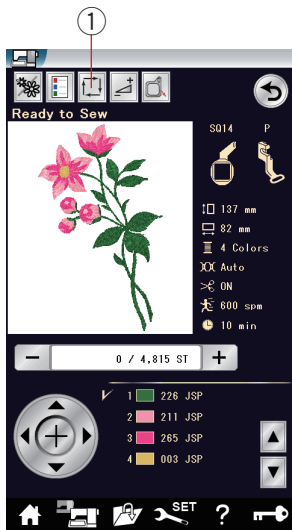 1
Ready to Sew
SQ14 P
137 mm
82 mm
4 Colors
Auto
ON
600 spm
10 min
− 0 / 4,815 ST +
1 226 JSP
2 211 JSP
3 265 JSP
4 003 JSP
SET ?